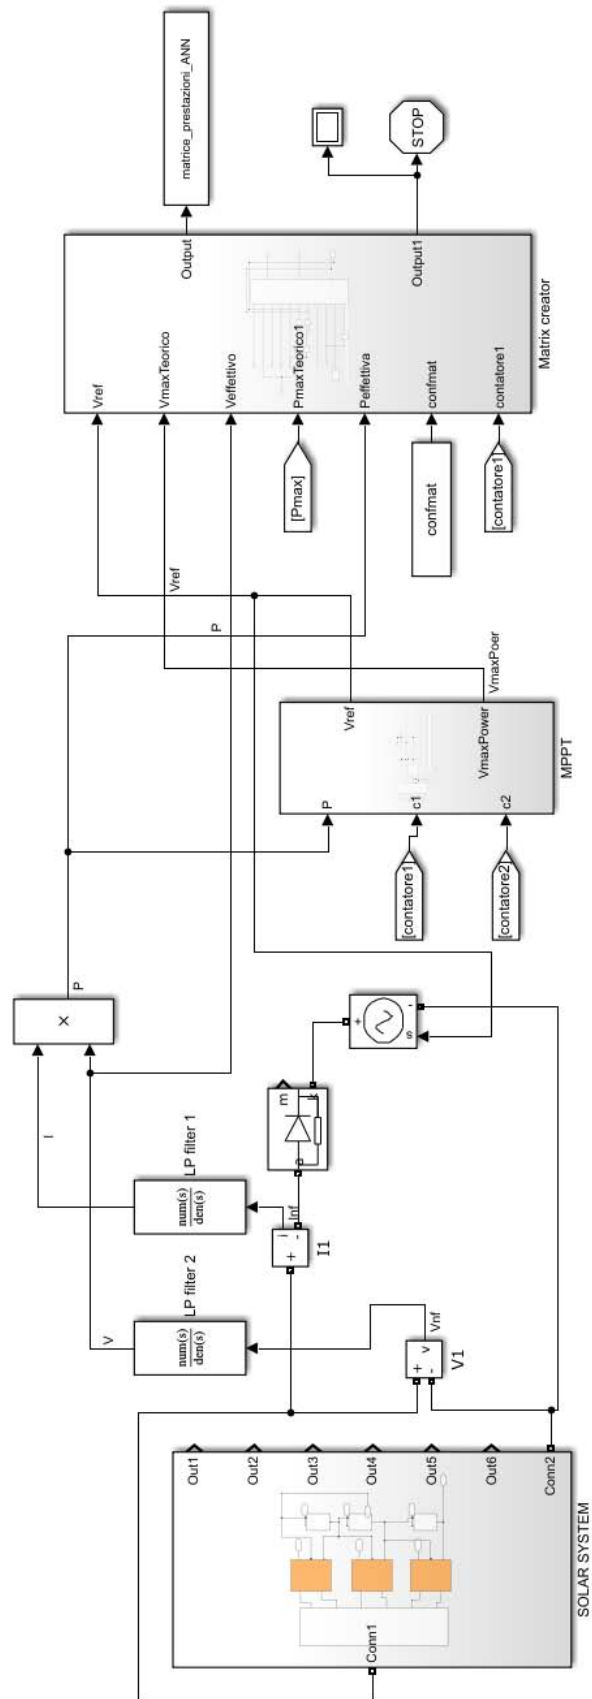 SOLAR SYSTEM
Conn1
Out1
Out2
Out3
Out4
Out5
Out6
Conn2
+
-
v
V1
Vnf
+
-
i
I1
Inf
num(s)
den(s)
LP filter 2
V
num(s)
den(s)
LP filter 1
I
a
m
k
+
-
s
×
P
[contatore1]
[contatore2]
P
c1
c2
Vref
VmaxPower
MPPT
VmaxPoer
P
Vref
[Pmax]
confmat
[contatore1]
Vref
VmaxTeorico
Veffettivo
PmaxTeorico1
Peffettiva
confmat
contatore1
Output
Output1
Matrix creator
matrice_prestazioni_ANN
STOP